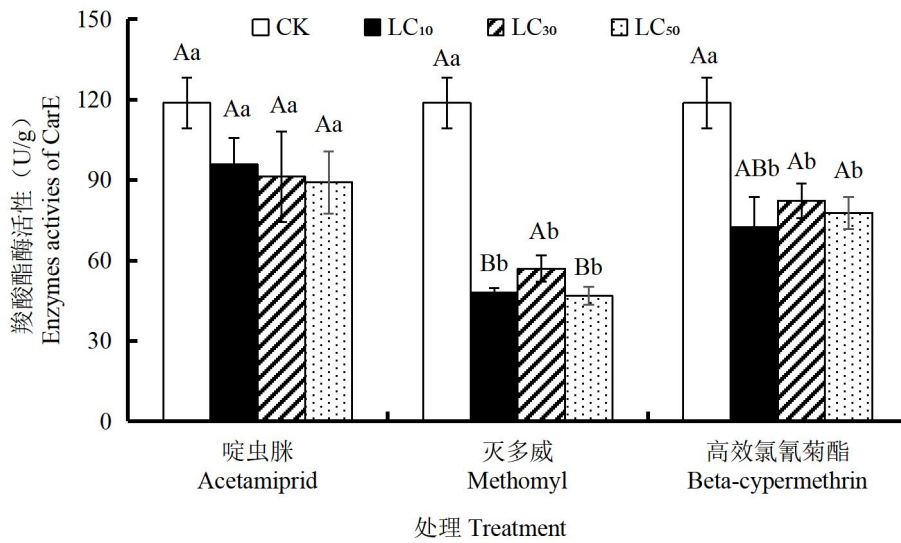 羧酸酯酶活性（U/g）
Enzymes activies of CarE
150
120
90
60
30
0
CK
LC₁₀
LC₃₀
LC₅₀
Aa
Aa
Aa
Aa
Aa
Bb
Ab
Bb
Aa
ABb
Ab
Ab
啶虫脒
Acetamiprid
灭多威
Methomyl
高效氯氰菊酯
Beta-cypermethrin
处理 Treatment